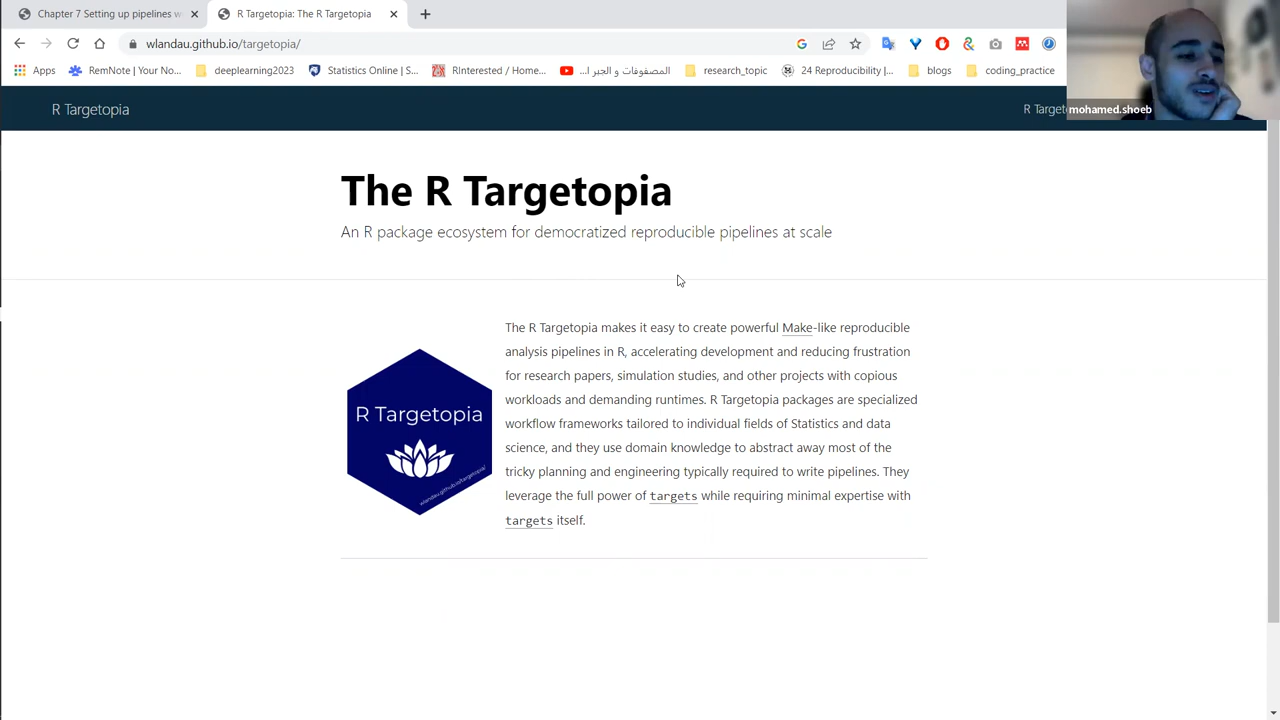 Chapter 7 Setting up pipelines w
R Targetopia: The R Targetopia
wlandau.github.io/targetopia/
Apps
RemNote | Your No...
deeplearning2023
Statistics Online | S...
RInterested / Home...
المصفوفات و الجبر ا...
research_topic
24 Reproducibility | ...
blogs
coding_practice
R Targetopia
R Targeto
mohamed.shoeb
The R Targetopia
An R package ecosystem for democratized reproducible pipelines at scale
The R Targetopia makes it easy to create powerful Make-like reproducible
analysis pipelines in R, accelerating development and reducing frustration
for research papers, simulation studies, and other projects with copious
workloads and demanding runtimes. R Targetopia packages are specialized
workflow frameworks tailored to individual fields of Statistics and data
science, and they use domain knowledge to abstract away most of the
tricky planning and engineering typically required to write pipelines. They
leverage the full power of targets while requiring minimal expertise with
targets itself.
R Targetopia
wlandau.github.io/targetopia/